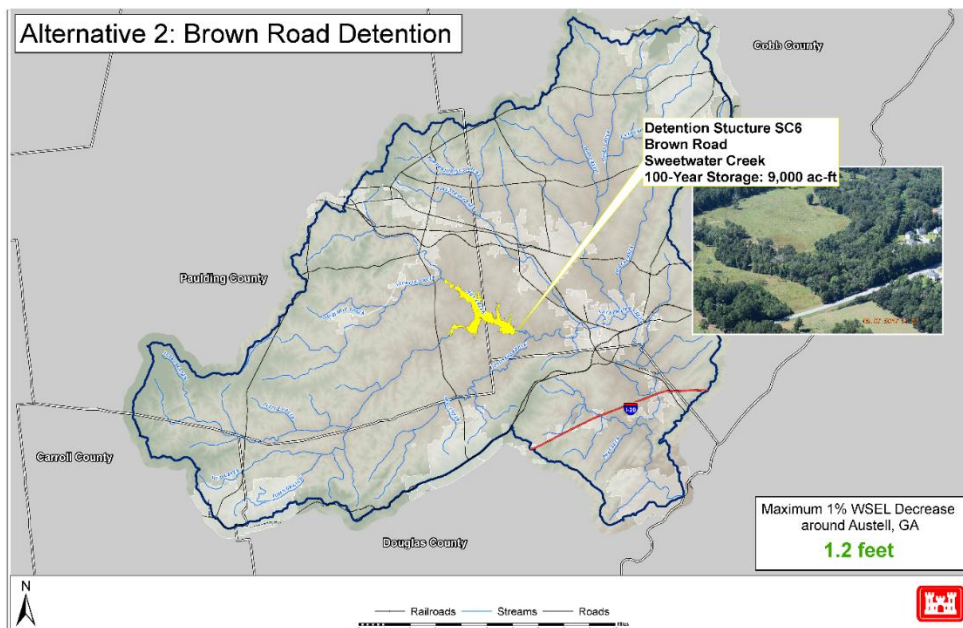 Alternative 2: Brown Road Detention
Cobb County
Detention Stucture SC6
Brown Road
Sweetwater Creek
100-Year Storage: 9,000 ac-ft
Paulding County
I-20
Carroll County
Douglas County
Maximum 1% WSEL Decrease
around Austell, GA
1.2 feet
N
Railroads
Streams
Roads